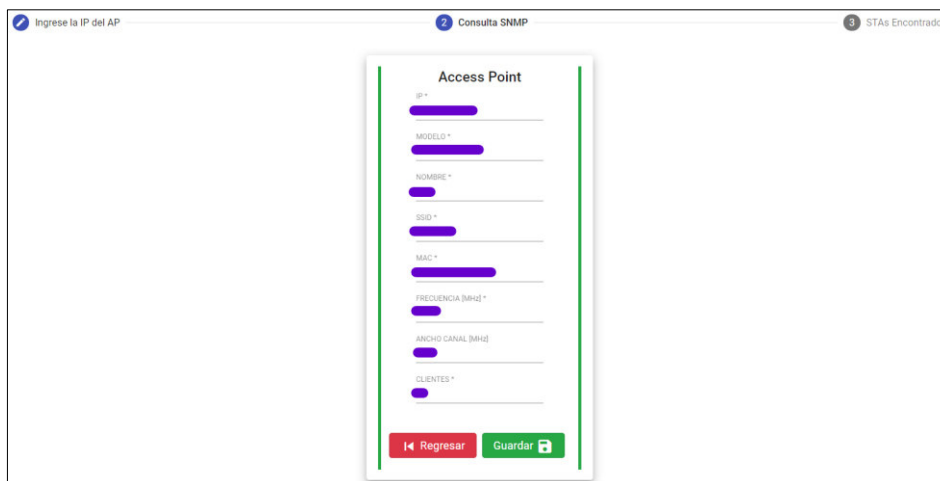 Ingrese la IP del AP
2 Consulta SNMP
3 STAs Encontrado
Access Point
IP *
MODELO *
NOMBRE *
SSID *
MAC *
FRECUENCIA [MHz] *
ANCHO CANAL [MHz]
CLIENTES *
Regresar
Guardar